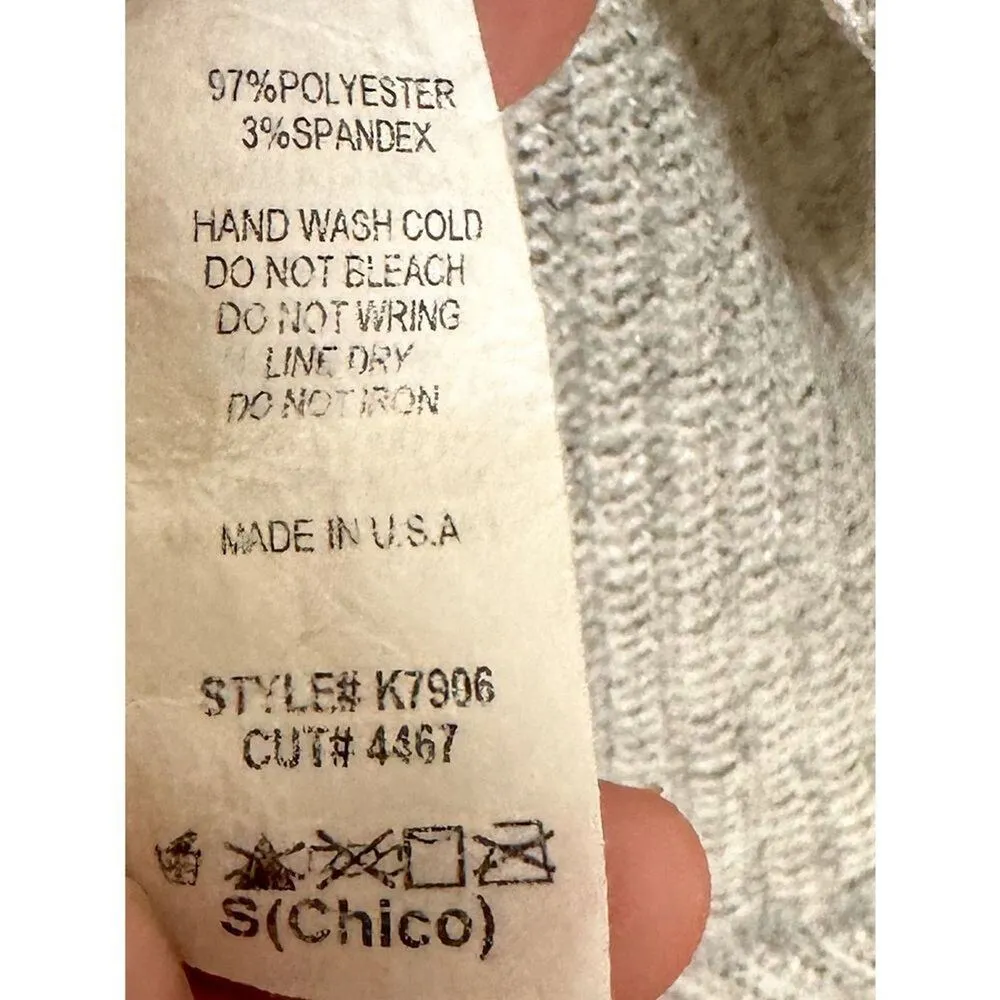 97%POLYESTER
3%SPANDEX
HAND WASH COLD
DO NOT BLEACH
DO NOT WRING
LINE DRY
DO NOT IRON
MADE IN U.S.A
STYLE# K7906
CUT# 4467
S(Chico)